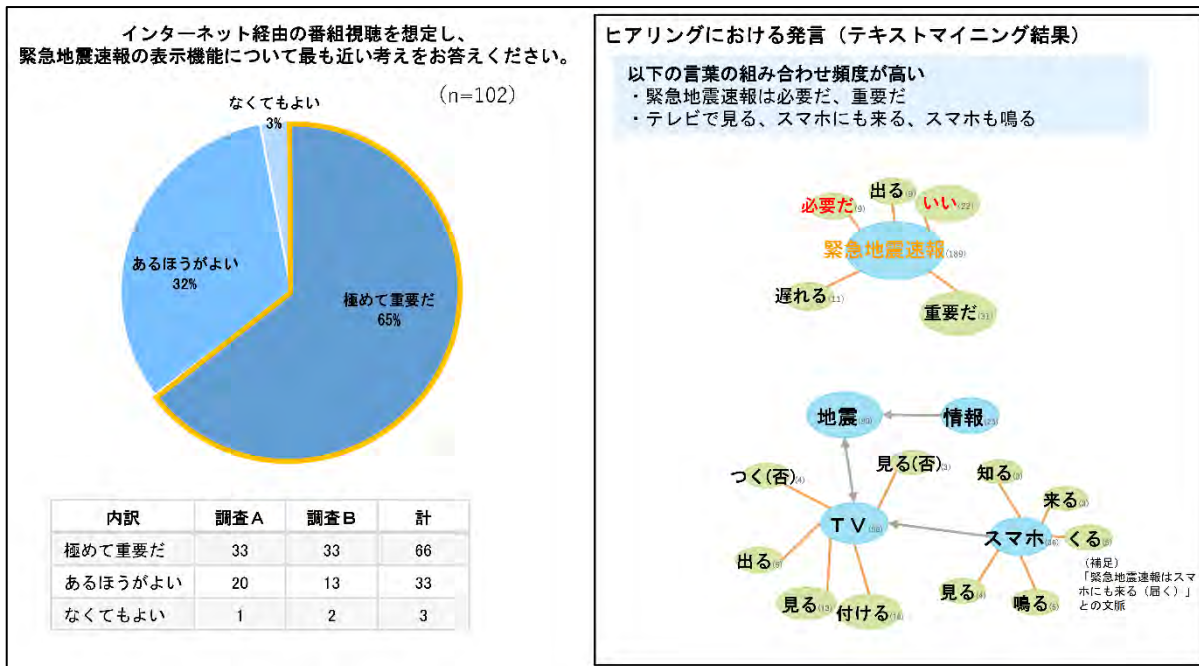 インターネット経由の番組視聴を想定し、
緊急地震速報の表示機能について最も近い考えをお答えください。
(n=102)
なくてもよい
3%
あるほうがよい
32%
極めて重要だ
65%
内訳 調査A 調査B 計
極めて重要だ 33 33 66
あるほうがよい 20 13 33
なくてもよい 1 2 3
ヒアリングにおける発言(テキストマイニング結果)
以下の言葉の組み合わせ頻度が高い
・緊急地震速報は必要だ、重要だ
・テレビで見る、スマホにも来る、スマホも鳴る
出る
必要だ(9)
いい(22)
緊急地震速報(189)
遅れる(11)
重要だ(31)
地震
情報
つく(否)(4)
見る(否)
知る
来る
TV
スマホ
くる
出る
見る
付ける
見る
鳴る
(補足)
「緊急地震速報はスマ
ホにも来る(届く)」
との文脈